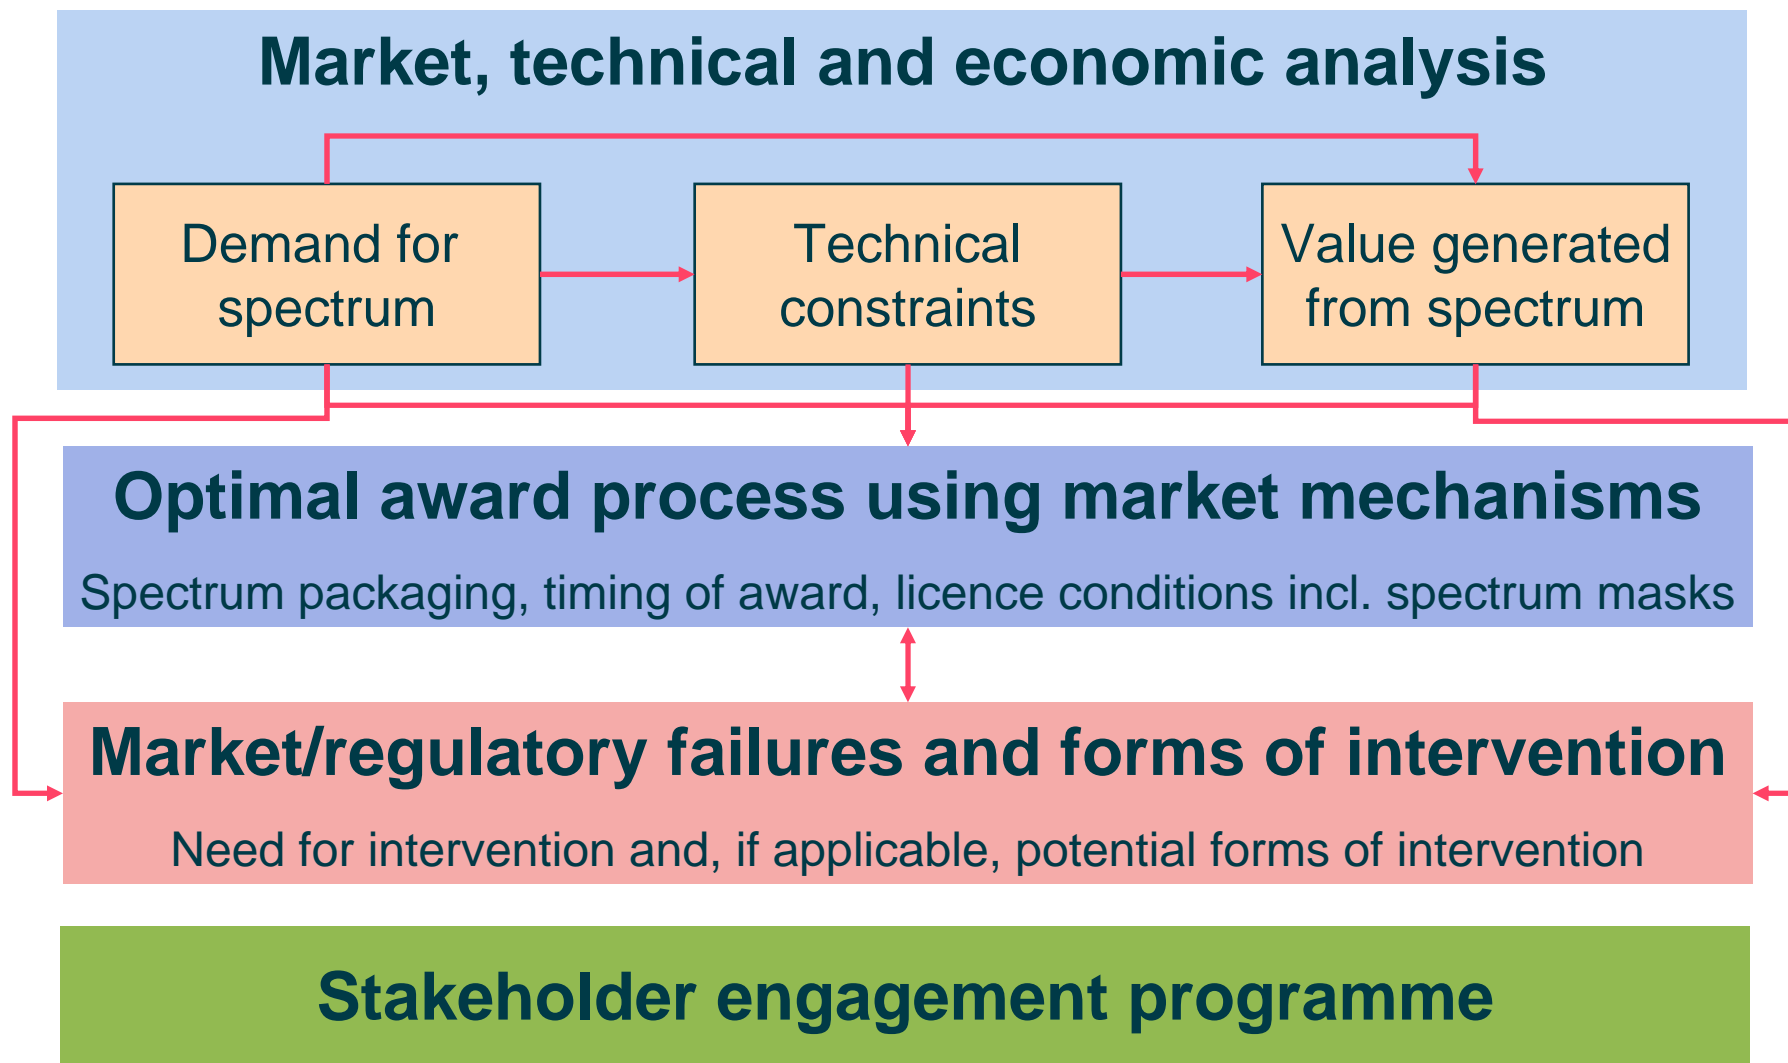 Market, technical and economic analysis
Demand for
spectrum
Technical
constraints
Value generated
from spectrum
Optimal award process using market mechanisms
Spectrum packaging, timing of award, licence conditions incl. spectrum masks
Market/regulatory failures and forms of intervention
Need for intervention and, if applicable, potential forms of intervention
Stakeholder engagement programme